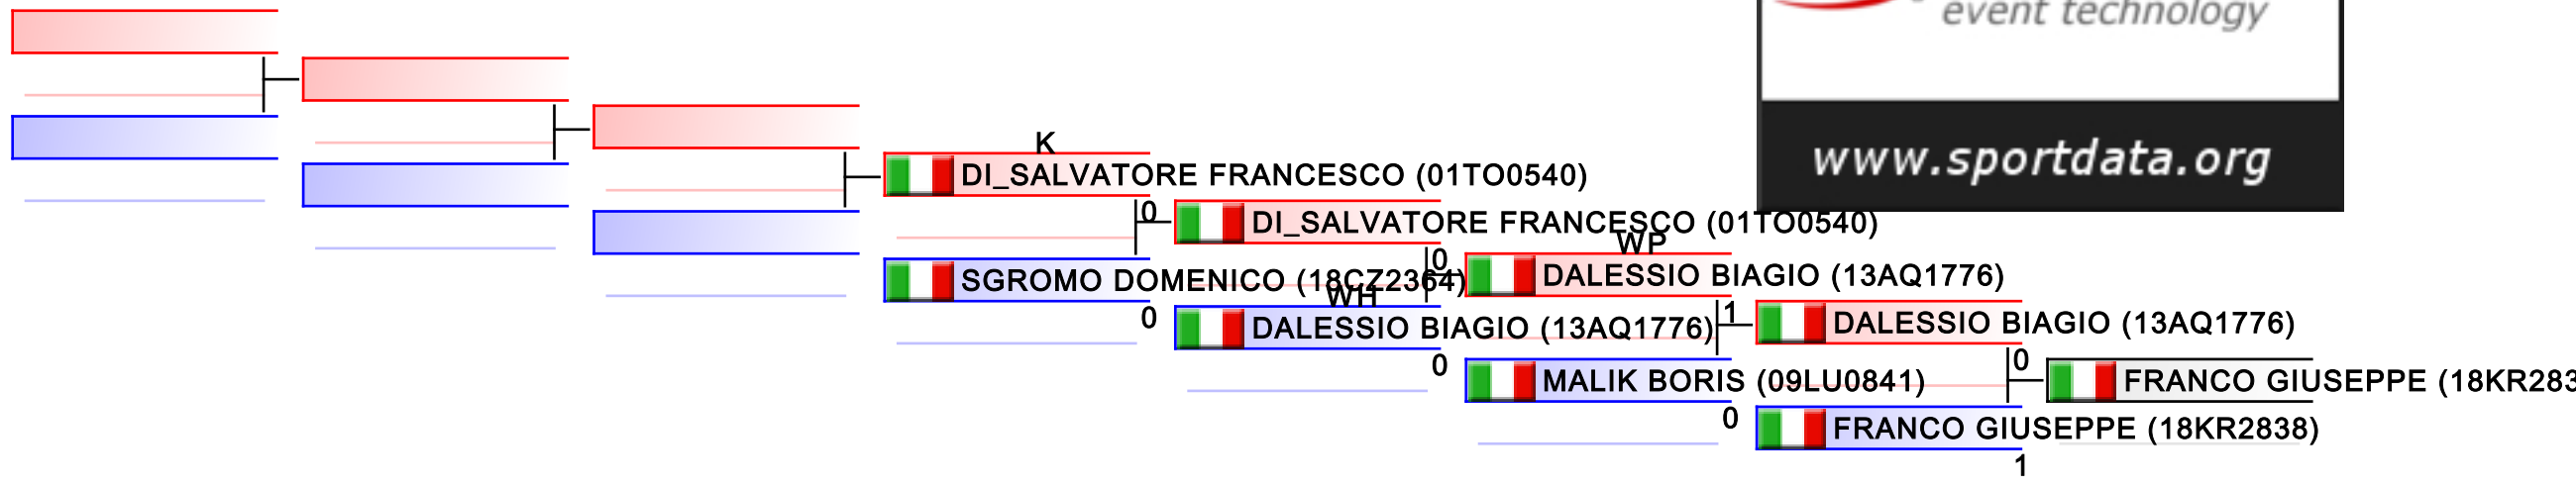 event technology
www.sportdata.org
K
DI_SALVATORE FRANCESCO (01TO0540)
0
DI_SALVATORE FRANCESCO (01TO0540)
WP
0
SGROMO DOMENICO (18CZ2364)
DALESSIO BIAGIO (13AQ1776)
WH
0
DALESSIO BIAGIO (13AQ1776)
1
DALESSIO BIAGIO (13AQ1776)
0
MALIK BORIS (09LU0841)
0
FRANCO GIUSEPPE (18KR283
0
FRANCO GIUSEPPE (18KR2838)
1